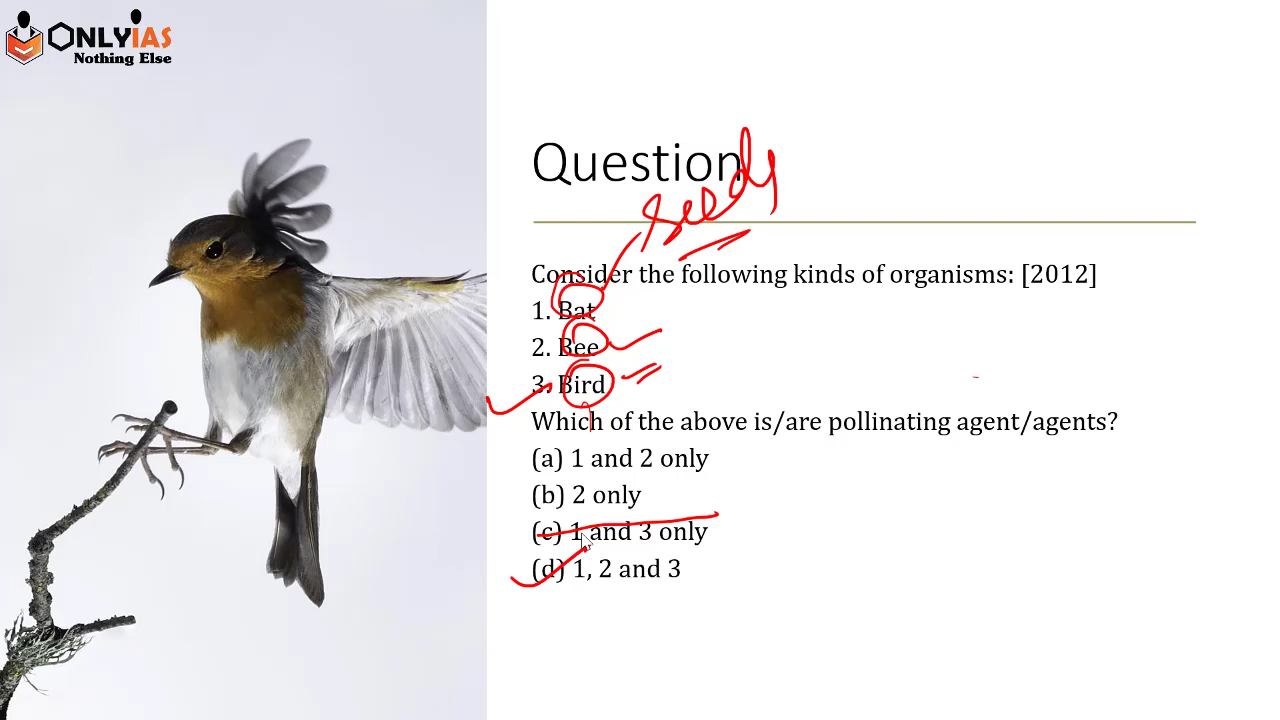 ONLYIAS
Nothing Else
Question
seeds
Consider the following kinds of organisms: [2012]
1. Bat
2. Bee
3. Bird
Which of the above is/are pollinating agent/agents?
(a) 1 and 2 only
(b) 2 only
(c) 1 and 3 only
(d) 1, 2 and 3